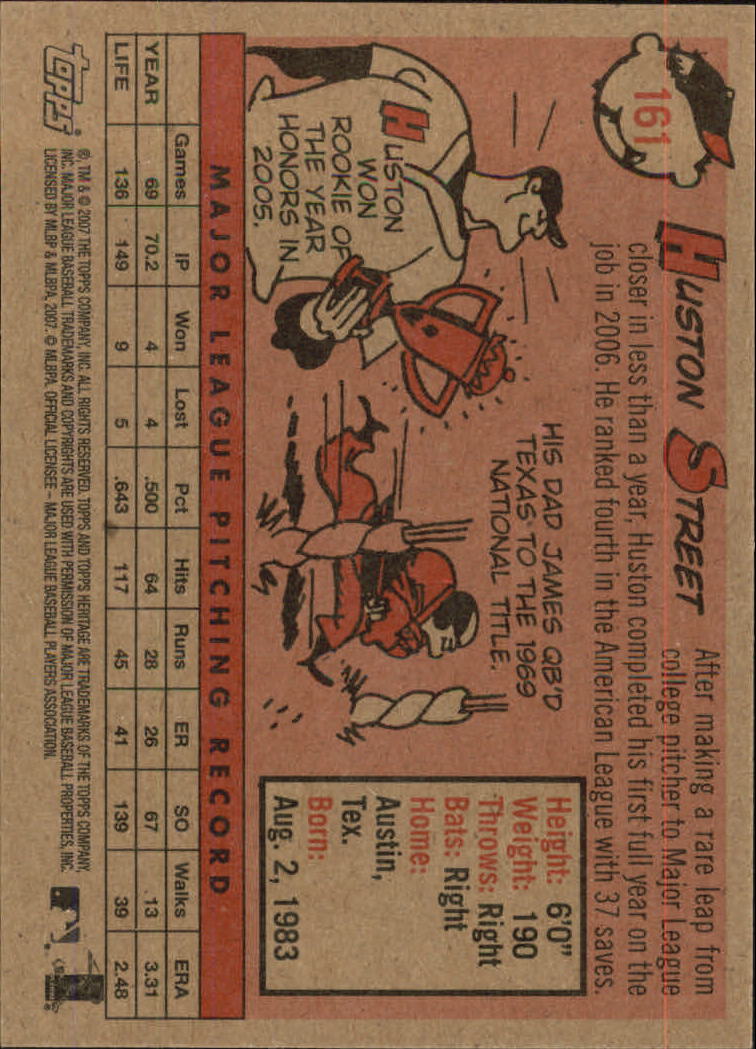 161
HUSTON STREET
After making a rare leap from
college pitcher to Major League
closer in less than a year, Huston completed his first full year on the
job in 2006. He ranked fourth in the American League with 37 saves.
HUSTON
WON
ROOKIE OF
THE YEAR
HONORS IN
2005.
HIS DAD JAMES QB'D
TEXAS TO THE 1969
NATIONAL TITLE.
Height: 6'0"
Weight: 190
Throws: Right
Bats: Right
Home:
Austin,
Tex.
Born:
Aug. 2, 1983
MAJOR LEAGUE PITCHING RECORD
Games IP Won Lost Pct Hits Runs ER SO Walks ERA
YEAR 69 70.2 4 4 .500 64 28 26 67 13 3.31
LIFE 136 149 9 5 .643 117 45 41 139 39 2.48
topps
®, TM & © 2007 THE TOPPS COMPANY, INC. ALL RIGHTS RESERVED. TOPPS AND TOPPS HERITAGE ARE TRADEMARKS OF THE TOPPS COMPANY,
INC. MAJOR LEAGUE BASEBALL TRADEMARKS AND COPYRIGHTS ARE USED WITH PERMISSION OF MAJOR LEAGUE BASEBALL PROPERTIES, INC.
LICENSED BY MLBP & MLBPA, 2007. © MLBPA. OFFICIAL LICENSEE – MAJOR LEAGUE BASEBALL PLAYERS ASSOCIATION.